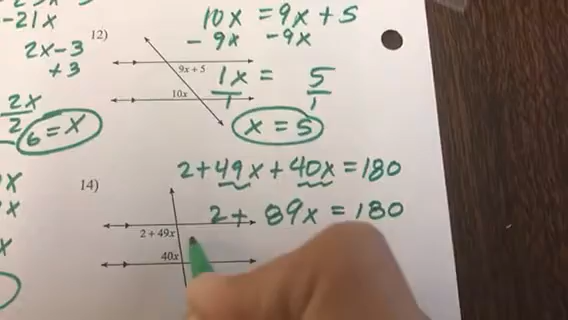 -21x
2x-3
+3
2x
2
6=x
12)
10x = 9x + 5
-9x -9x
9x + 5
10x
1x = 5
1 1
x = 5
14)
2+49x+40x=180
2+ 89x = 180
2 + 49x
40x